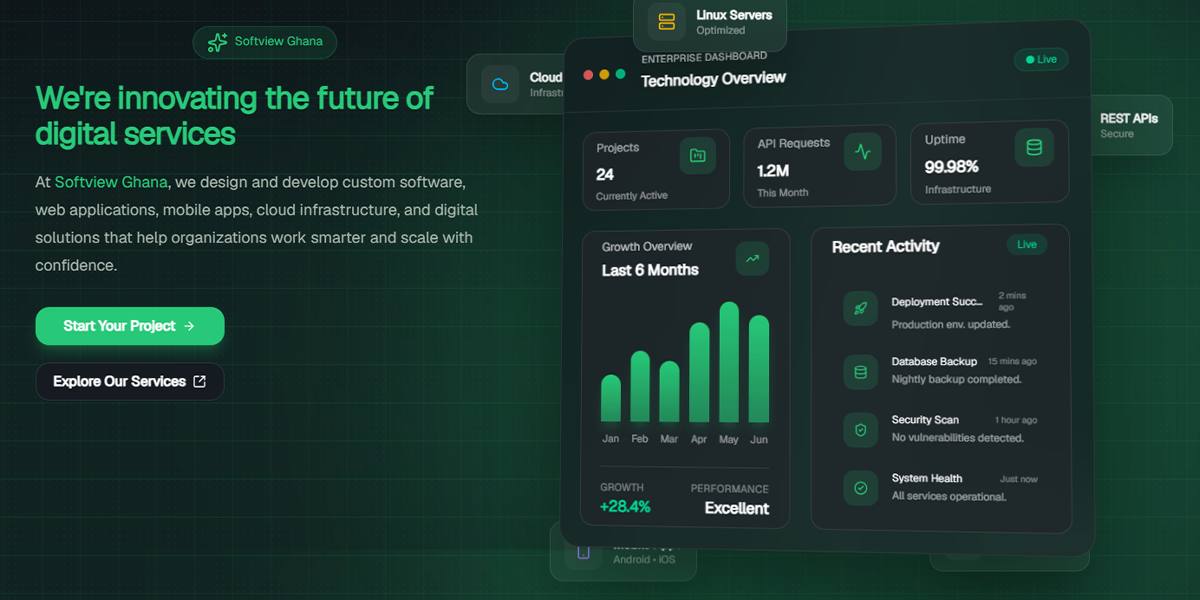 Softview Ghana
We're innovating the future of
digital services
At Softview Ghana, we design and develop custom software,
web applications, mobile apps, cloud infrastructure, and digital
solutions that help organizations work smarter and scale with
confidence.
Start Your Project
Explore Our Services
Linux Servers
Optimized
Cloud
REST APIs
Secure
ENTERPRISE DASHBOARD
Technology Overview
Live
Projects
24
Currently Active
API Requests
1.2M
This Month
Uptime
99.98%
Infrastructure
Growth Overview
Last 6 Months
Jan Feb Mar Apr May Jun
GROWTH
+28.4%
PERFORMANCE
Excellent
Recent Activity
Live
Deployment Succ...
2 mins
ago
Production env. updated.
Database Backup 15 mins ago
Nightly backup completed.
Security Scan 1 hour ago
No vulnerabilities detected.
System Health Just now
All services operational.
Android • iOS